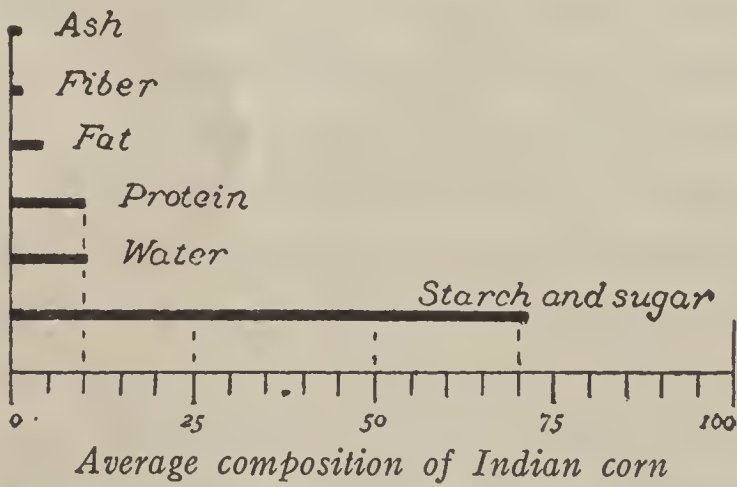 Ash
Fiber
Fat
Protein
Water
Starch and sugar
0 25 50 75 100
Average composition of Indian corn